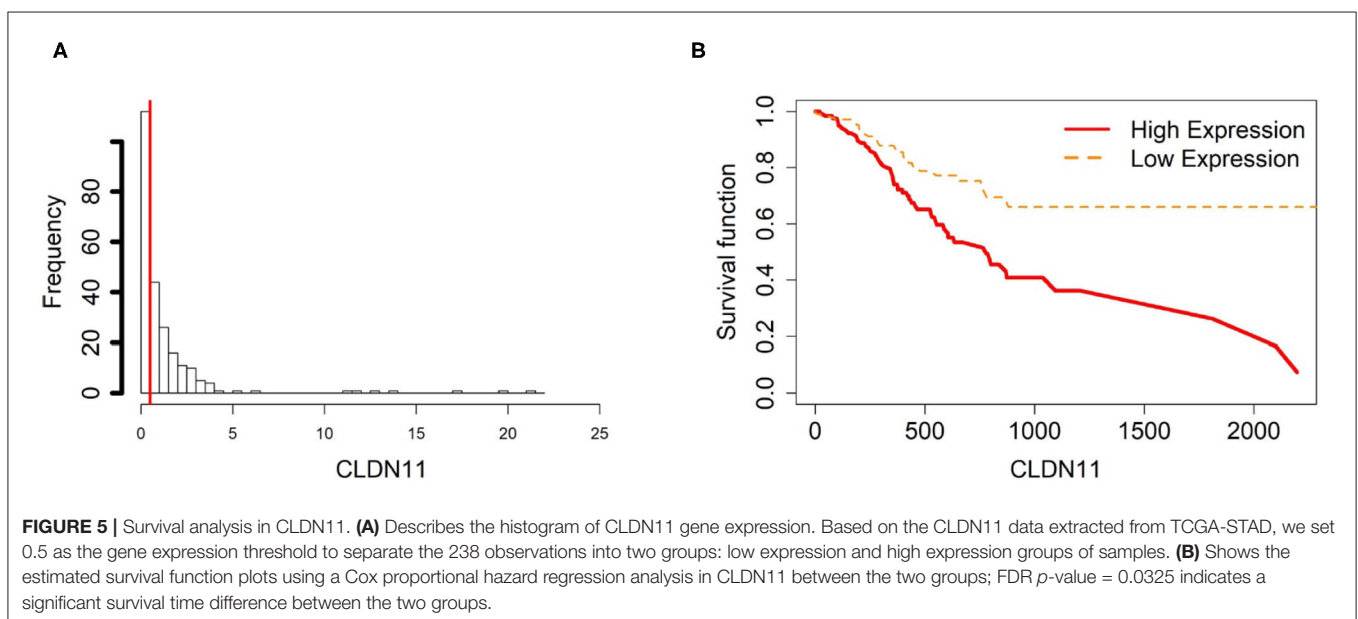 A
B
Frequency
0 20 40 60 80
0 5 10 15 20 25
CLDN11
Survival function
0.0 0.2 0.4 0.6 0.8 1.0
High Expression
Low Expression
0 500 1000 1500 2000
CLDN11
FIGURE 5 | Survival analysis in CLDN11. (A) Describes the histogram of CLDN11 gene expression. Based on the CLDN11 data extracted from TCGA-STAD, we set
0.5 as the gene expression threshold to separate the 238 observations into two groups: low expression and high expression groups of samples. (B) Shows the
estimated survival function plots using a Cox proportional hazard regression analysis in CLDN11 between the two groups; FDR p-value = 0.0325 indicates a
significant survival time difference between the two groups.